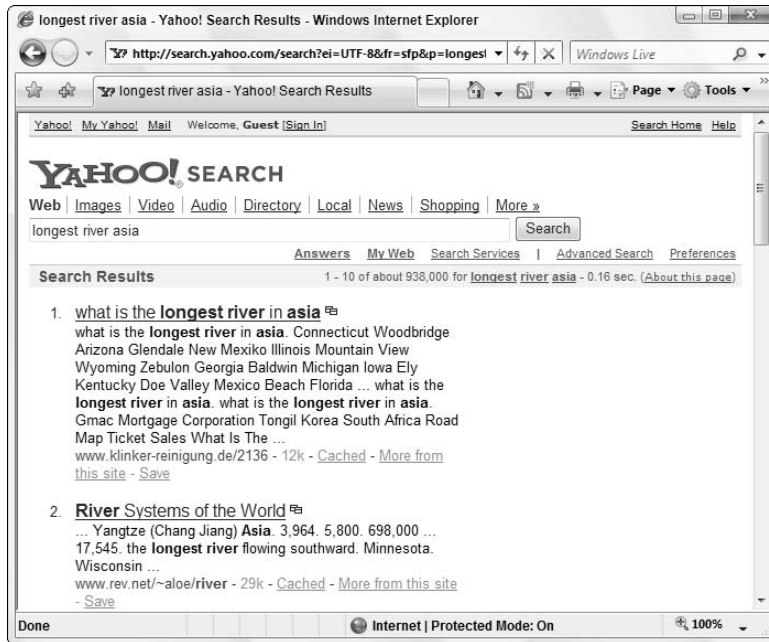 longest river asia - Yahoo! Search Results - Windows Internet Explorer
http://search.yahoo.com/search?ei=UTF-8&fr=sfp&p=longest
Windows Live
longest river asia - Yahoo! Search Results
Page
Tools
Yahoo! My Yahoo! Mail Welcome, Guest [Sign In] Search Home Help
YAHOO! SEARCH
Web | Images | Video | Audio | Directory | Local | News | Shopping | More »
longest river asia Search
Answers My Web Search Services | Advanced Search Preferences
Search Results 1 - 10 of about 938,000 for longest river asia - 0.16 sec. (About this page)
1. what is the longest river in asia
what is the longest river in asia. Connecticut Woodbridge
Arizona Glendale New Mexiko Illinois Mountain View
Wyoming Zebulon Georgia Baldwin Michigan Iowa Ely
Kentucky Doe Valley Mexico Beach Florida ... what is the
longest river in asia. what is the longest river in asia.
Gmac Mortgage Corporation Tongil Korea South Africa Road
Map Ticket Sales What Is The ...
www.klinker-reinigung.de/2136 - 12k - Cached - More from
this site - Save
2. River Systems of the World
... Yangtze (Chang Jiang) Asia. 3,964. 5,800. 698,000 ...
17,545. the longest river flowing southward. Minnesota.
Wisconsin ...
www.rev.net/~aloe/river - 29k - Cached - More from this site
- Save
Done Internet | Protected Mode: On 100%